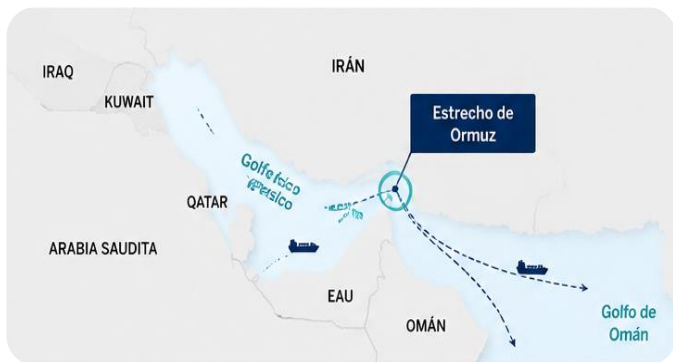 IRÁN
IRAQ
KUWAIT
Estrecho de
Ormuz
QATAR
ARABIA SAUDITA
EAU
OMÁN
Golfo de
Omán